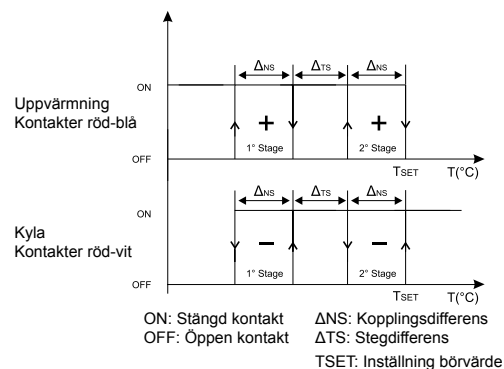 ΔNS ΔTS ΔNS
ON
Uppvärmning
Kontakter röd-blå
+ +
1° Stage 2° Stage
OFF
TSET T(°C)
ΔNS ΔTS ΔNS
ON
Kyla
Kontakter röd-vit
− −
1° Stage 2° Stage
OFF
TSET T(°C)
ON: Stängd kontakt ΔNS: Kopplingsdifferens
OFF: Öppen kontakt ΔTS: Stegdifferens
TSET: Inställning börvärde